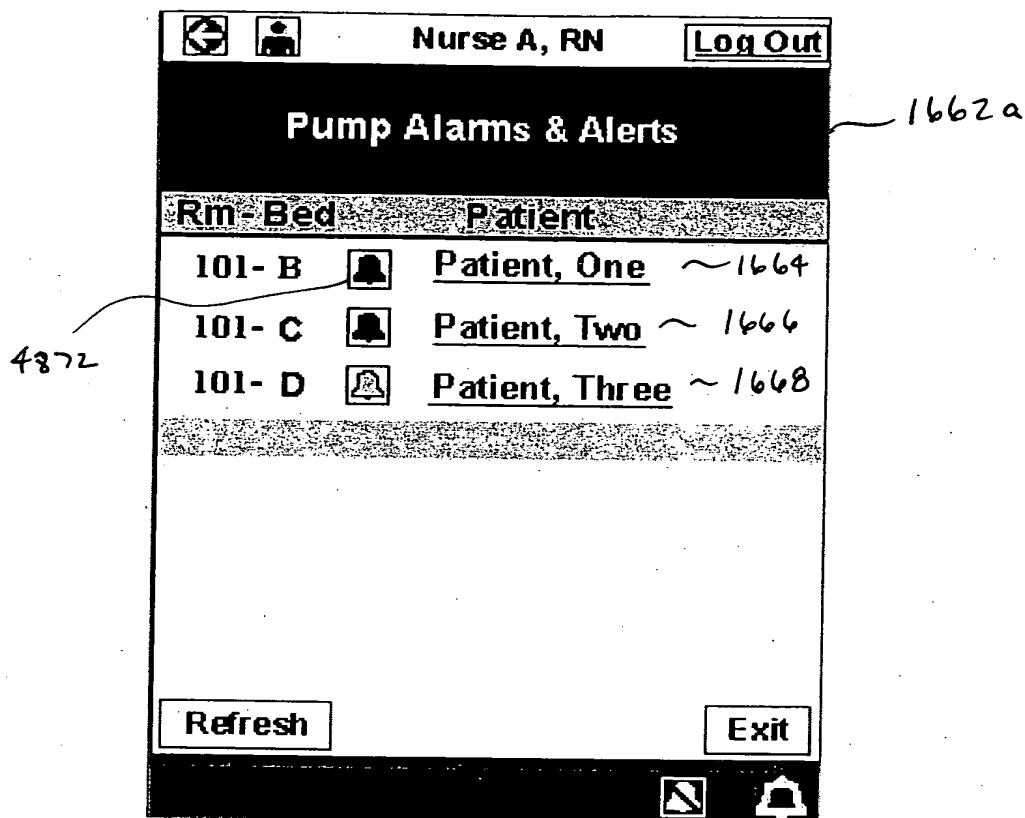 Nurse A, RN Log Out
1662a
Pump Alarms & Alerts
Rm - Bed Patient
101- B Patient, One 1664
101- C Patient, Two 1666
4872
101- D Patient, Three 1668
Refresh Exit